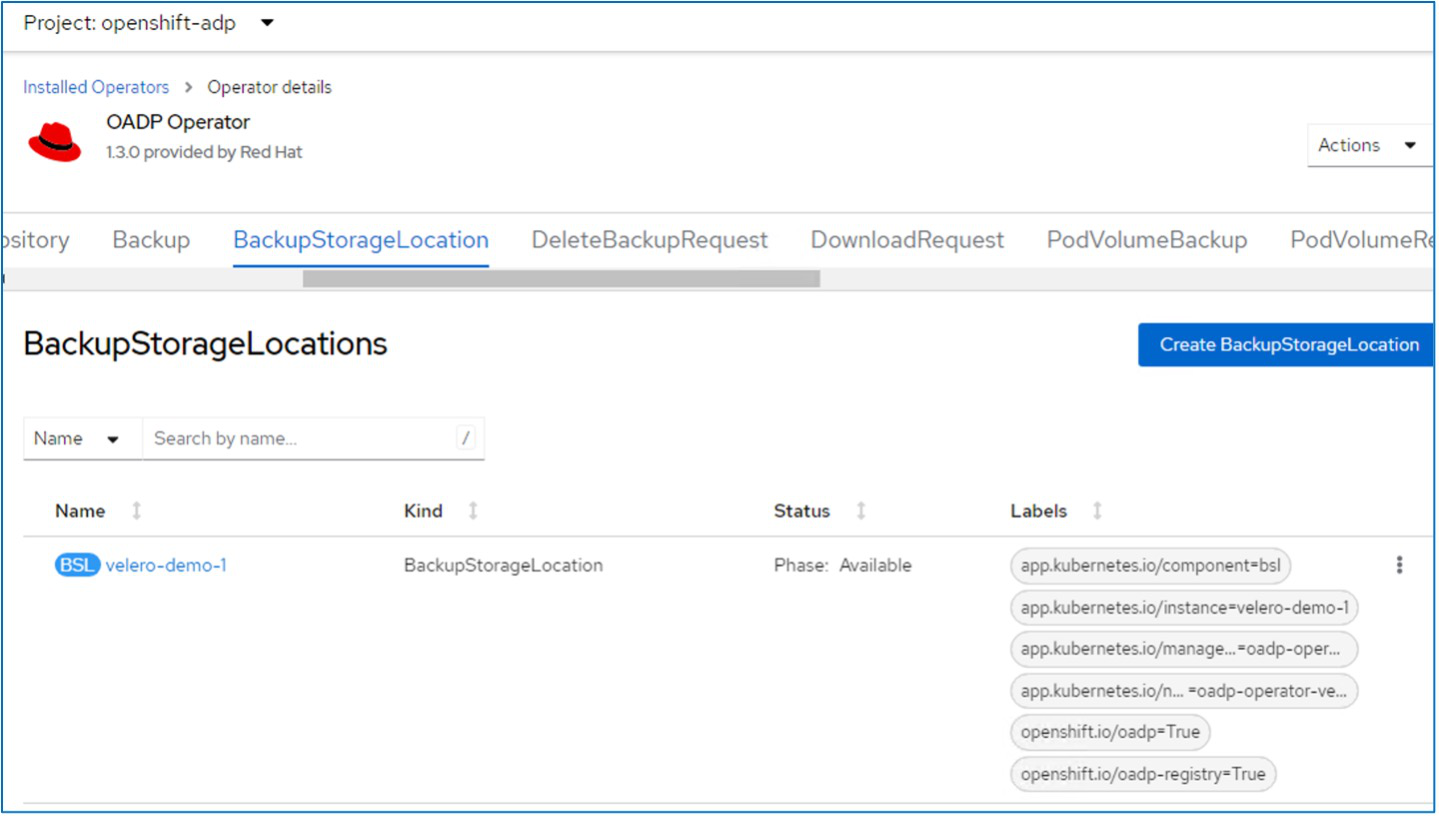 Project: openshift-adp
Installed Operators > Operator details
OADP Operator
1.3.0 provided by Red Hat
Actions
ository Backup BackupStorageLocation DeleteBackupRequest DownloadRequest PodVolumeBackup PodVolumeRe
BackupStorageLocations
Create BackupStorageLocation
Name Search by name... /
Name Kind Status Labels
BSL velero-demo-1 BackupStorageLocation Phase: Available app.kubernetes.io/component=bsl
app.kubernetes.io/instance=velero-demo-1
app.kubernetes.io/manage...=oadp-oper...
app.kubernetes.io/n... =oadp-operator-ve...
openshift.io/oadp=True
openshift.io/oadp-registry=True